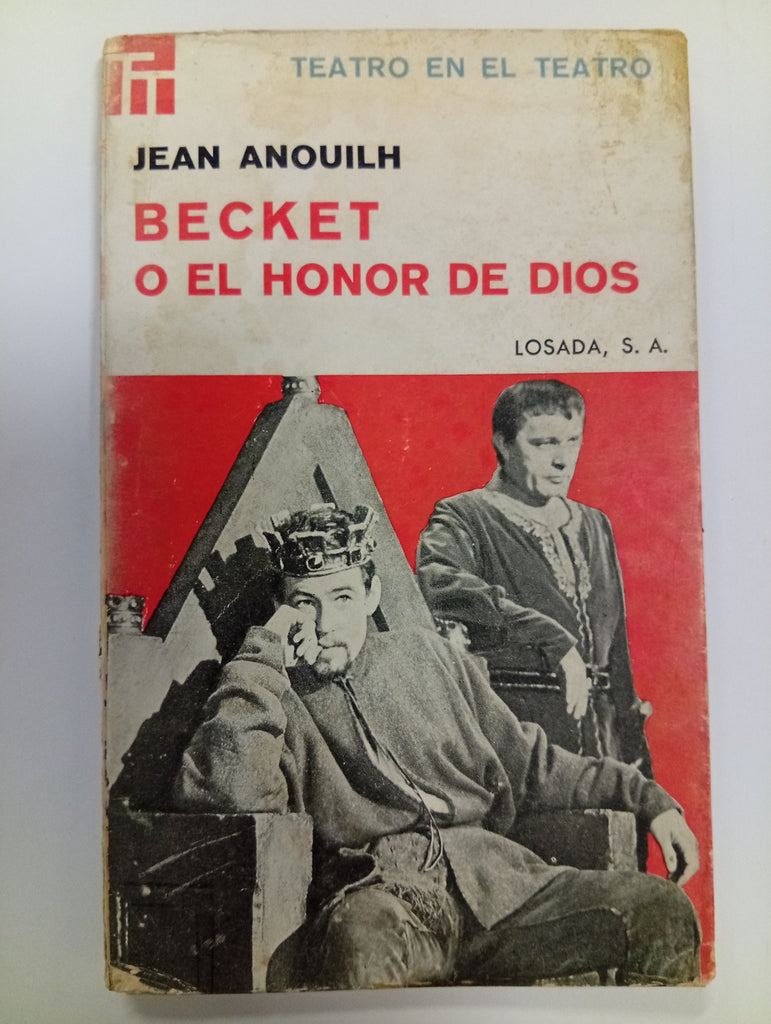 TEATRO EN EL TEATRO
JEAN ANOUILH
BECKET
O EL HONOR DE DIOS
LOSADA, S. A.